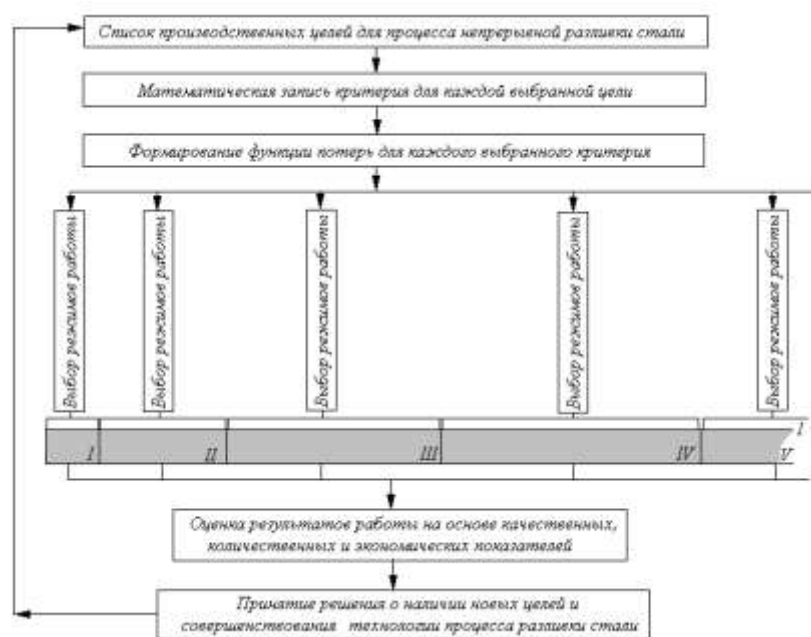 Список производственных целей для процесса непрерывной разливки стали
Математическая запись критерия для каждой выбранной цели
Формирование функции потерь для каждого выбранного критерия
Выбор режимов работы
Выбор режимов работы
Выбор режимов работы
Выбор режимов работы
Выбор режимов работы
1
I
II
III
IV
V
Оценка результатов работы на основе качественных,
количественных и экономических показателей
Принятие решения о наличии новых целей и
совершенствования технологии процесса разливки стали